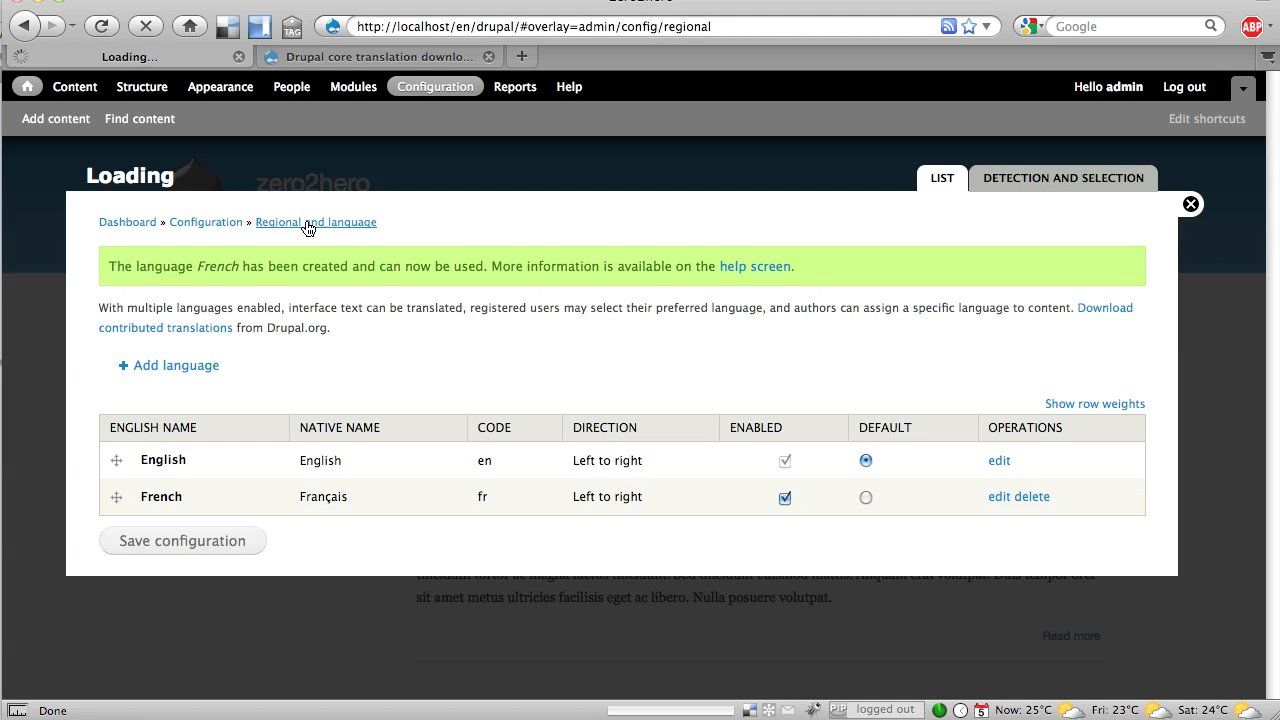 zero2hero
http://localhost/en/drupal/#overlay=admin/config/regional
Google
ABP
TAG
Loading...
Drupal core translation downlo...
Content Structure Appearance People Modules Configuration Reports Help
Hello admin Log out
Add content Find content
Edit shortcuts
Loading
zero2hero
LIST DETECTION AND SELECTION
Dashboard » Configuration » Regional and language
The language French has been created and can now be used. More information is available on the help screen.
With multiple languages enabled, interface text can be translated, registered users may select their preferred language, and authors can assign a specific language to content. Download
contributed translations from Drupal.org.
+ Add language
Show row weights
ENGLISH NAME NATIVE NAME CODE DIRECTION ENABLED DEFAULT OPERATIONS
English English en Left to right edit
French Français fr Left to right edit delete
Save configuration
sit amet metus ultricies facilisis eget ac libero. Nulla posuere volutpat.
Read more
Done
PIP logged out
Now: 25°C Fri: 23°C Sat: 24°C